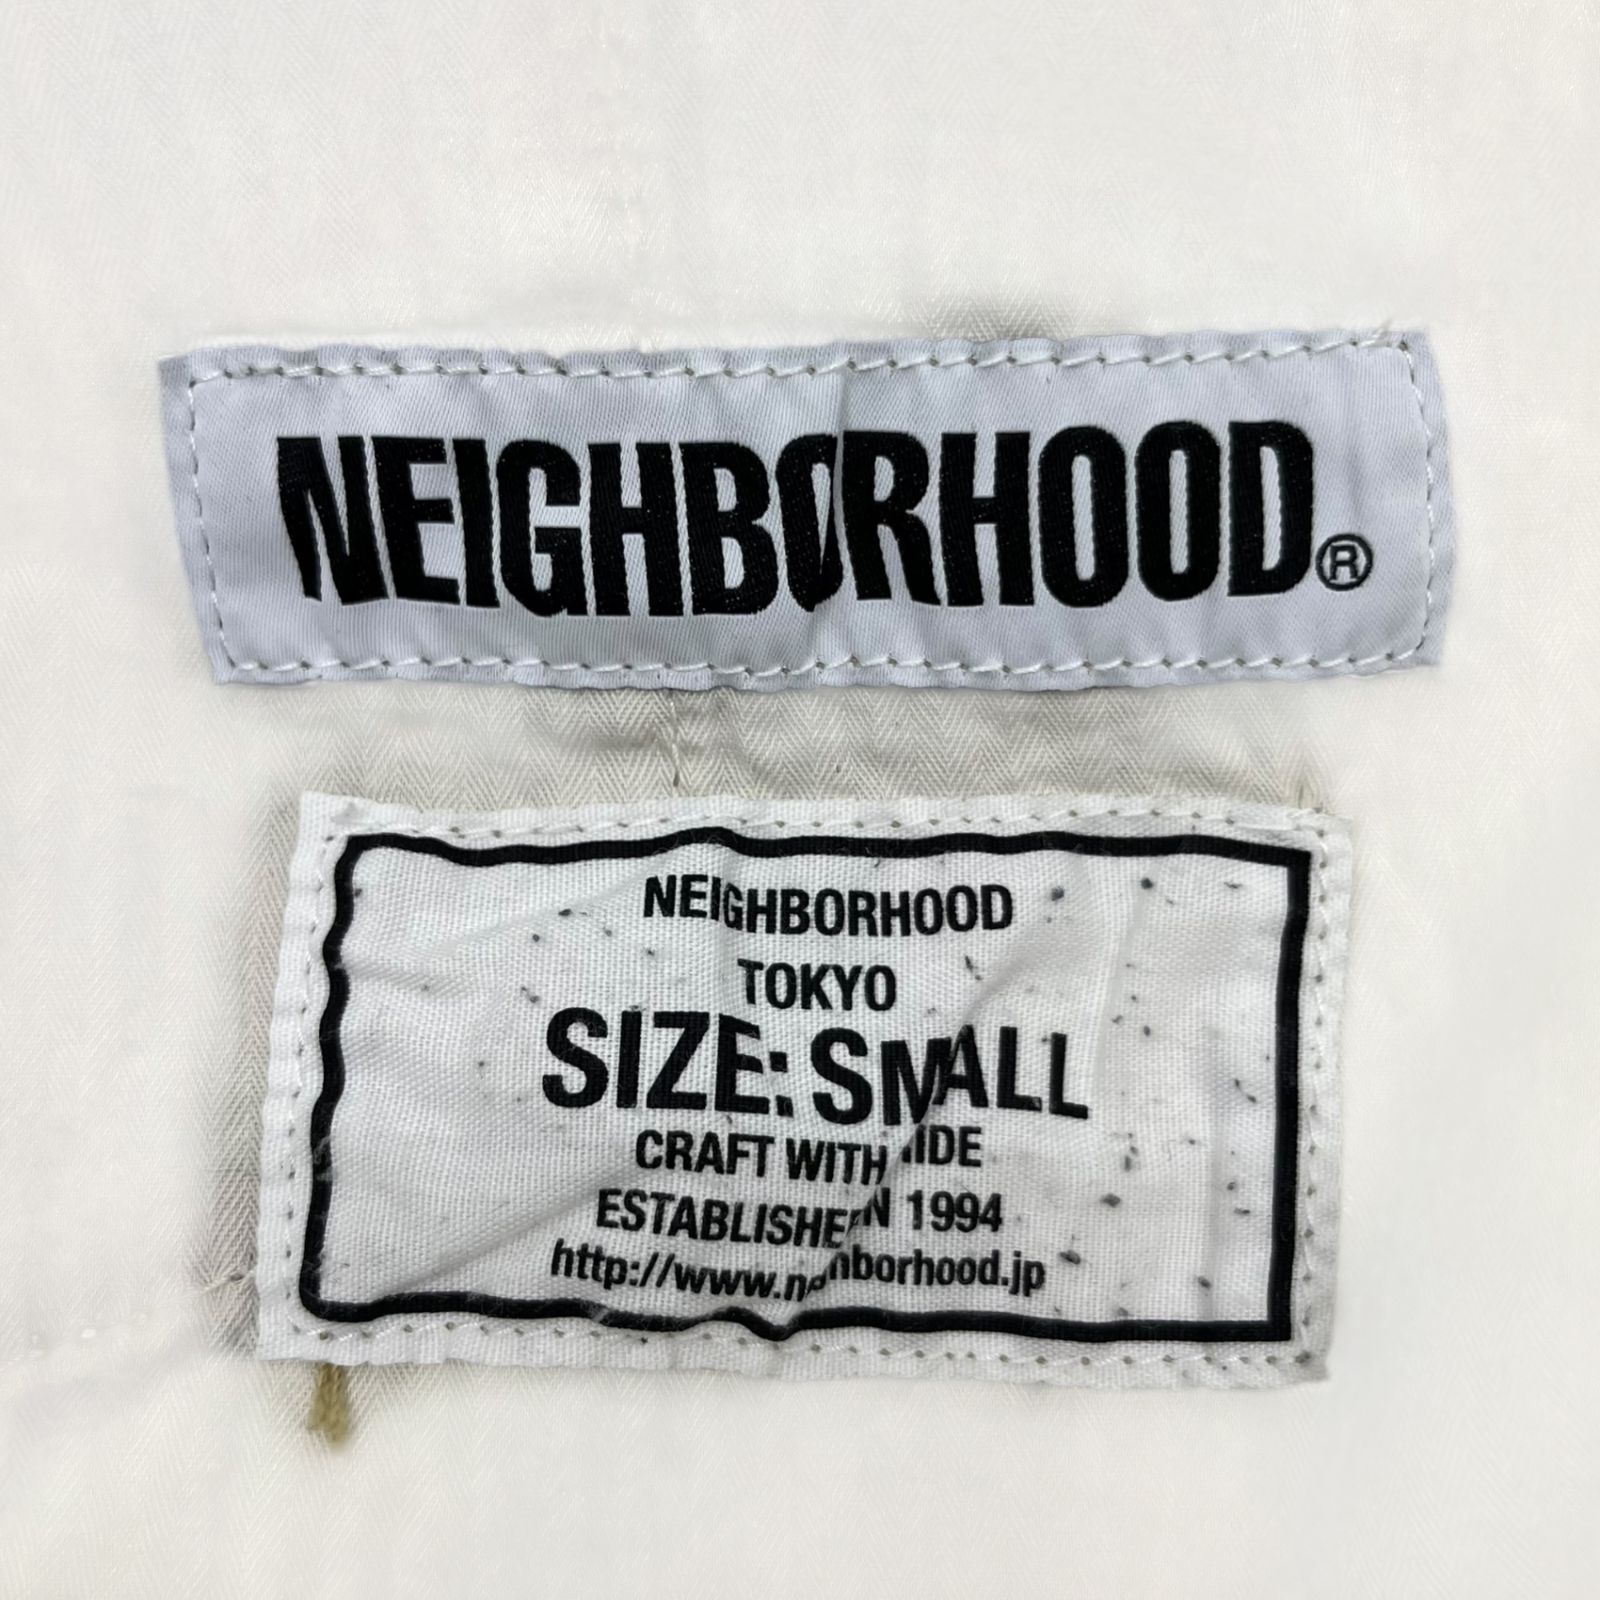 NEIGHBORHOOD®
NEIGHBORHOOD
TOKYO
SIZE: SMALL
CRAFT WITH
1994